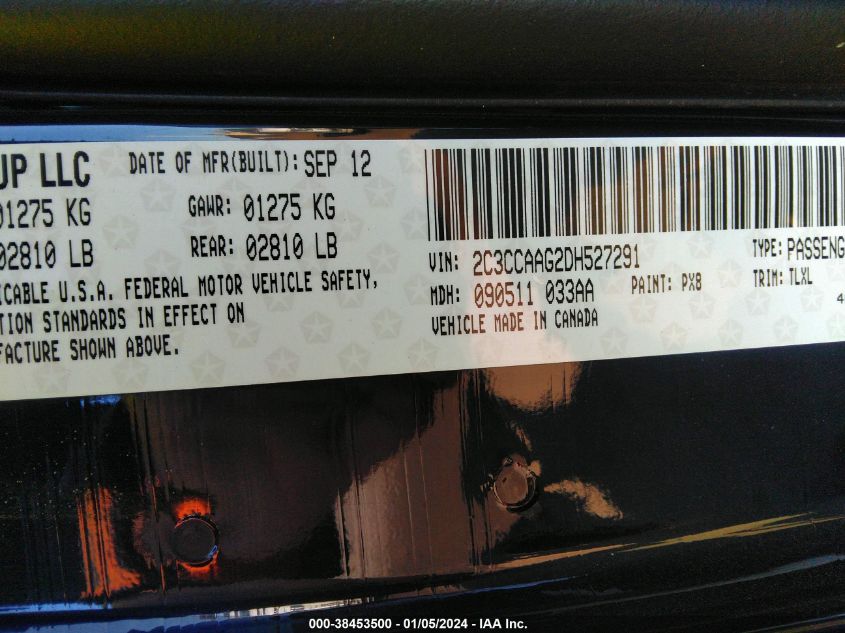 UP LLC DATE OF MFR(BUILT): SEP 12
01275 KG GAWR: 01275 KG
02810 LB REAR: 02810 LB
ICABLE U.S.A. FEDERAL MOTOR VEHICLE SAFETY,
TION STANDARDS IN EFFECT ON
FACTURE SHOWN ABOVE.
VIN: 2C3CCAAG2DH527291 TYPE: PASSENG
MDH: 090511 033AA PAINT: PX8 TRIM: TLXL
VEHICLE MADE IN CANADA 4
000-38453500 - 01/05/2024 - IAA Inc.